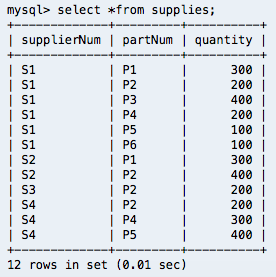 mysql> select *from supplies;
+-------------+---------+----------+
| supplierNum | partNum | quantity |
+-------------+---------+----------+
| S1          | P1      |      300 |
| S1          | P2      |      200 |
| S1          | P3      |      400 |
| S1          | P4      |      200 |
| S1          | P5      |      100 |
| S1          | P6      |      100 |
| S2          | P1      |      300 |
| S2          | P2      |      400 |
| S3          | P2      |      200 |
| S4          | P2      |      200 |
| S4          | P4      |      300 |
| S4          | P5      |      400 |
+-------------+---------+----------+
12 rows in set (0.01 sec)